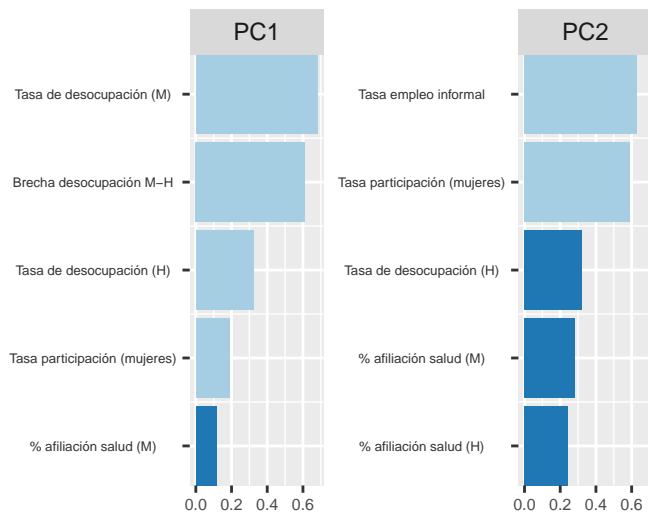 PC1
Tasa de desocupación (M)
Brecha desocupación M−H
Tasa de desocupación (H)
Tasa participación (mujeres)
% afiliación salud (M)
0.0 0.2 0.4 0.6
PC2
Tasa empleo informal
Tasa participación (mujeres)
Tasa de desocupación (H)
% afiliación salud (M)
% afiliación salud (H)
0.0 0.2 0.4 0.6